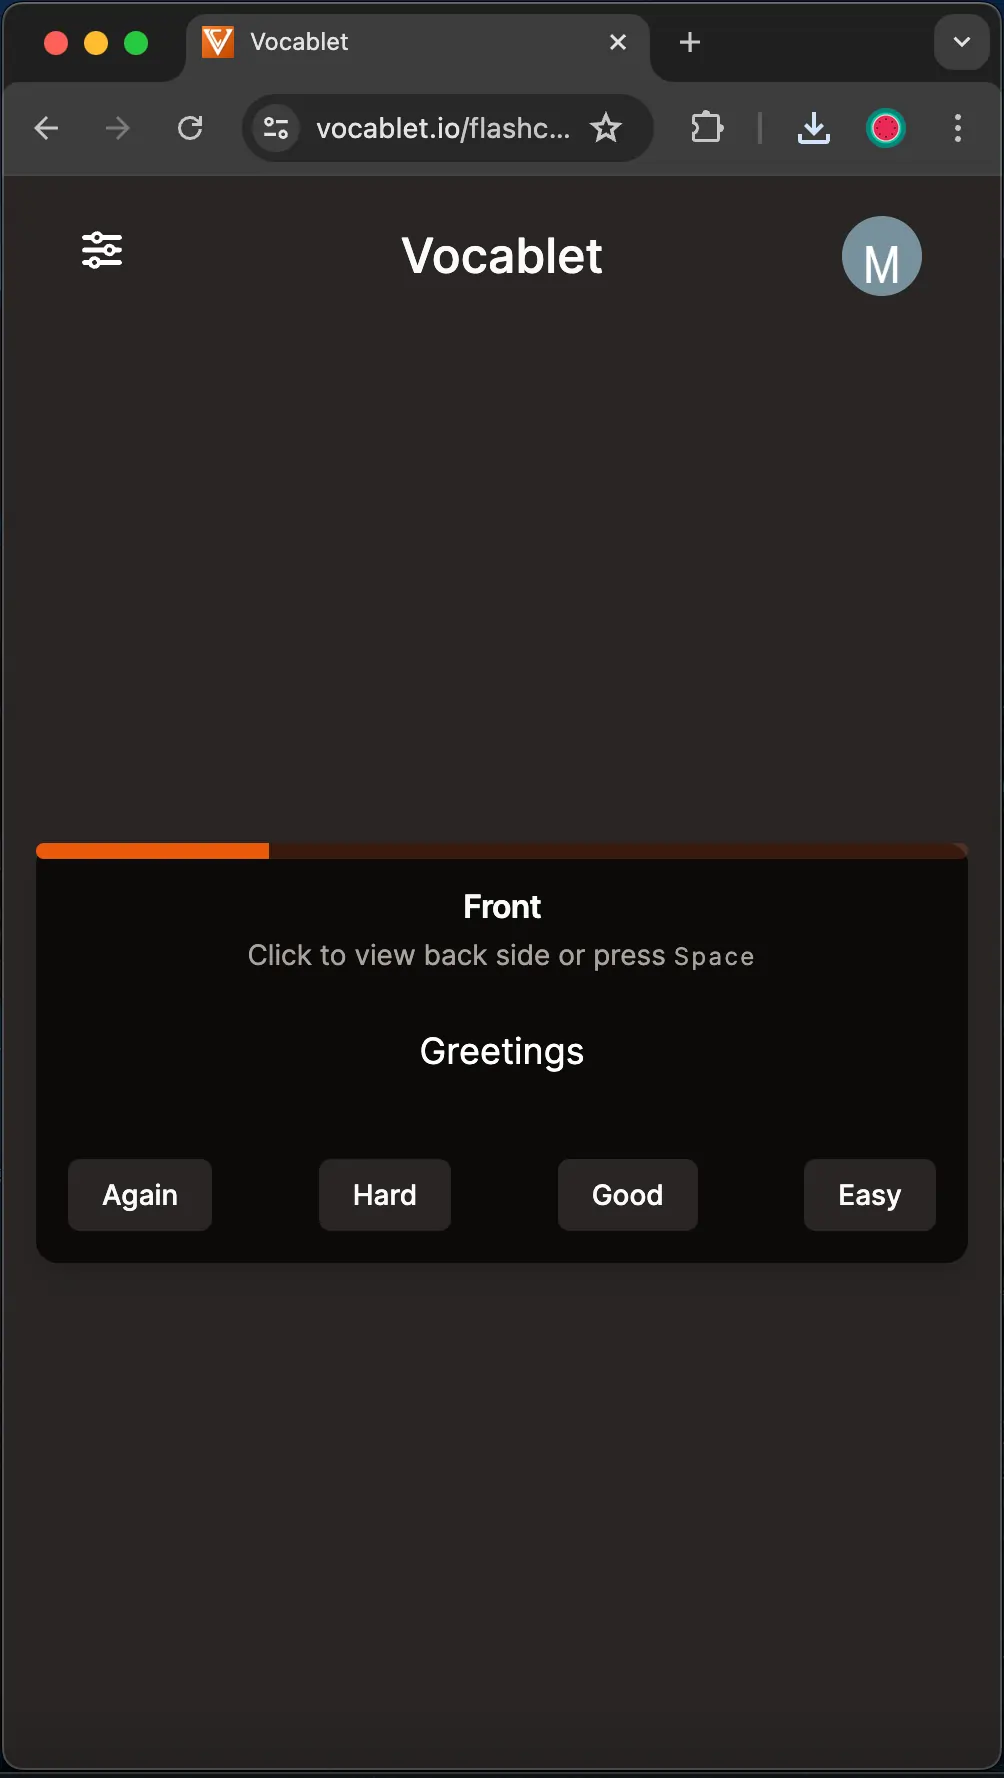 Vocablet
vocablet.io/flashc...
Vocablet
M
Front
Click to view back side or press Space
Greetings
Again
Hard
Good
Easy